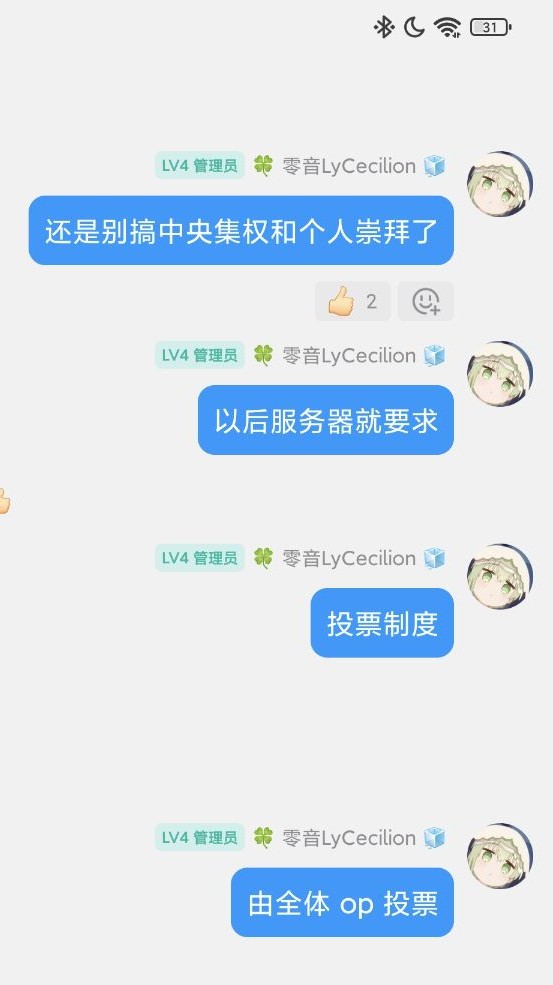 31
LV4 管理员 🍀 零音LyCecilion 🧊
还是别搞中央集权和个人崇拜了
👍 2
LV4 管理员 🍀 零音LyCecilion 🧊
以后服务器就要求
LV4 管理员 🍀 零音LyCecilion 🧊
投票制度
LV4 管理员 🍀 零音LyCecilion 🧊
由全体 op 投票